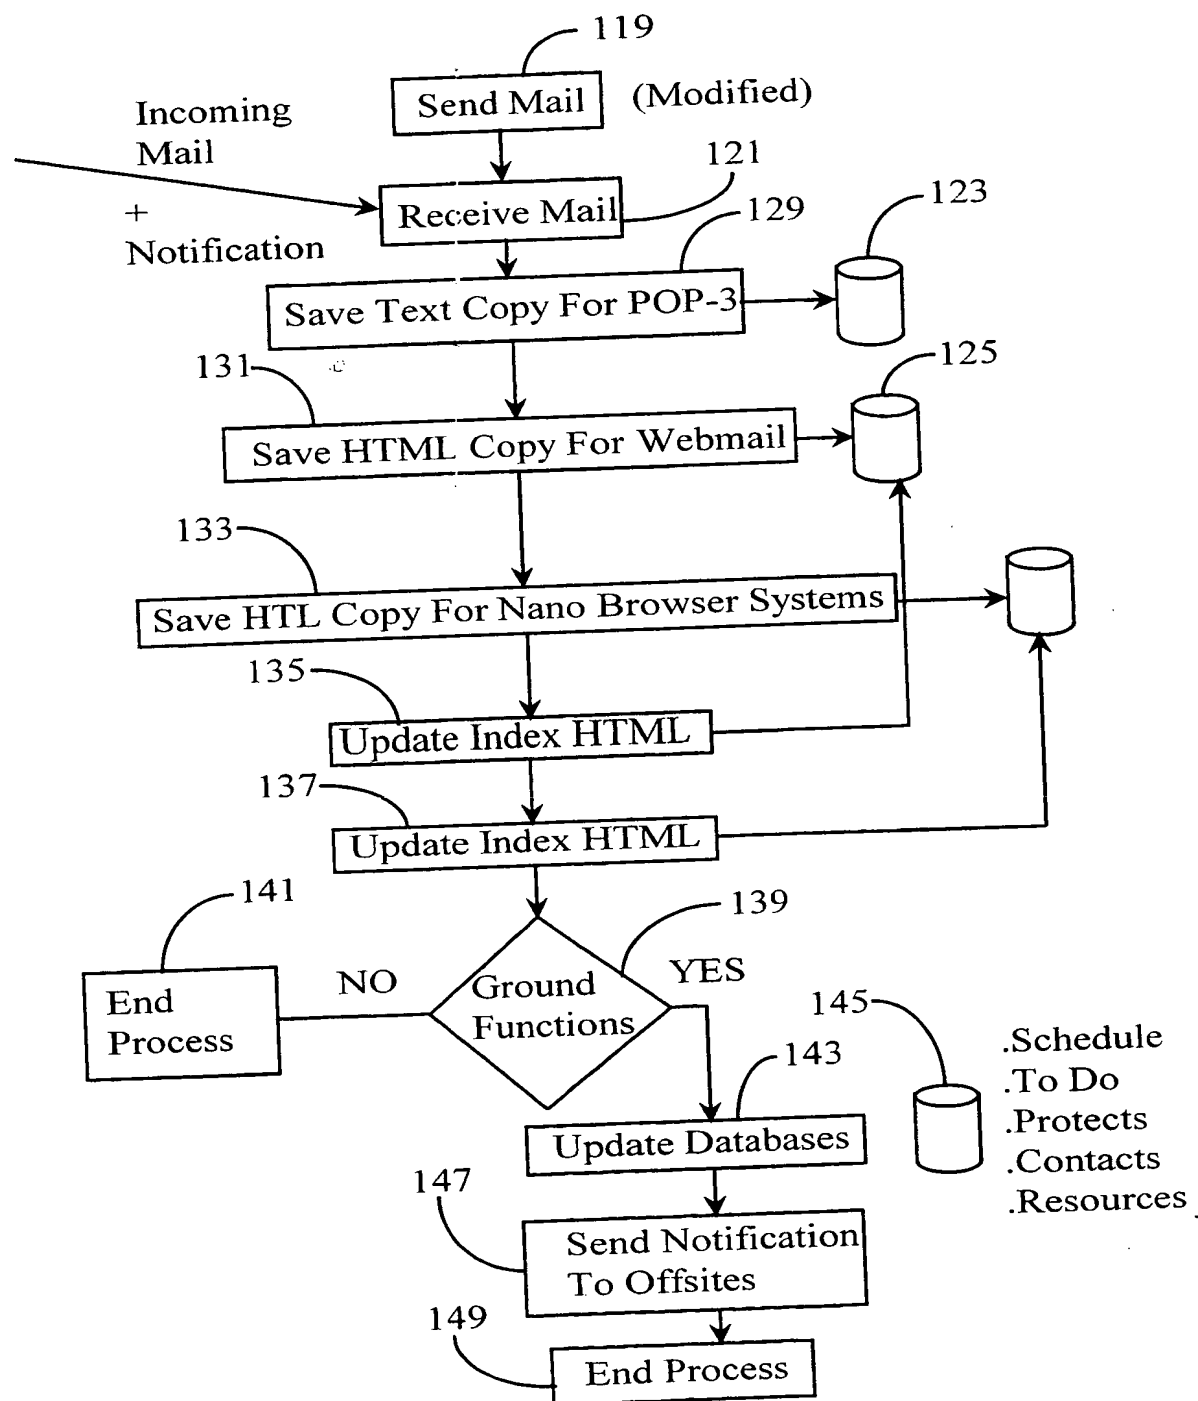 119
Send Mail
(Modified)
Incoming
Mail
121
Receive Mail
+
Notification
129
123
Save Text Copy For POP-3
131
125
Save HTML Copy For Webmail
133
Save HTL Copy For Nano Browser Systems
135
Update Index HTML
137
Update Index HTML
141
139
NO
YES
End
Process
Ground
Functions
145
.Schedule
.To Do
.Protects
.Contacts
.Resources
143
Update Databases
147
Send Notification
To Offsites
149
End Process